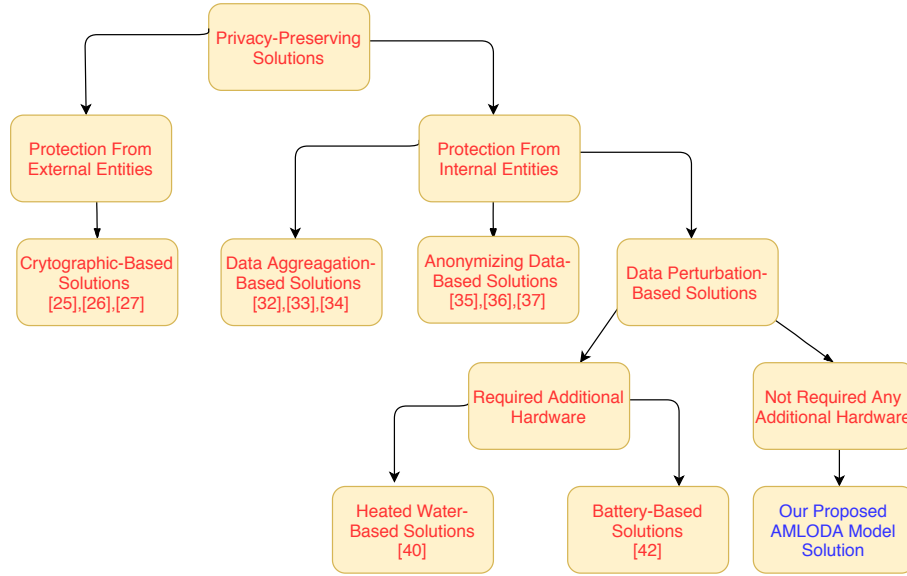 Privacy-Preserving
Solutions
Protection From
External Entities
Protection From
Internal Entities
Crytographic-Based
Solutions
[25],[26],[27]
Data Aggreagation-
Based Solutions
[32],[33],[34]
Anonymizing Data-
Based Solutions
[35],[36],[37]
Data Perturbation-
Based Solutions
Required Additional
Hardware
Not Required Any
Additional Hardware
Heated Water-
Based Solutions
[40]
Battery-Based
Solutions
[42]
Our Proposed
AMLODA Model
Solution